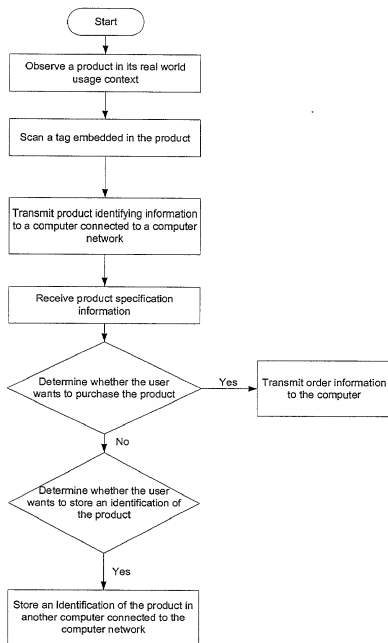 Start
Observe a product in its real world
usage context
Scan a tag embedded in the product
Transmit product identifying information
to a computer connected to a computer
network
Receive product specification
information
Determine whether the user
wants to purchase the product
Yes
Transmit order information
to the computer
No
Determine whether the user
wants to store an identification of
the product
Yes
Store an Identification of the product in
another computer connected to the
computer network